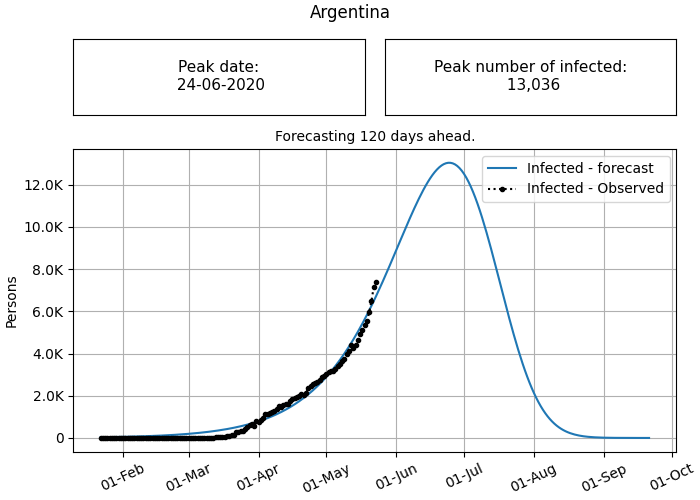 Argentina
Peak date:
24-06-2020
Peak number of infected:
13,036
Forecasting 120 days ahead.
Infected - forecast
Infected - Observed
Persons
12.0K
10.0K
8.0K
6.0K
4.0K
2.0K
0
01-Feb
01-Mar
01-Apr
01-May
01-Jun
01-Jul
01-Aug
01-Sep
01-Oct